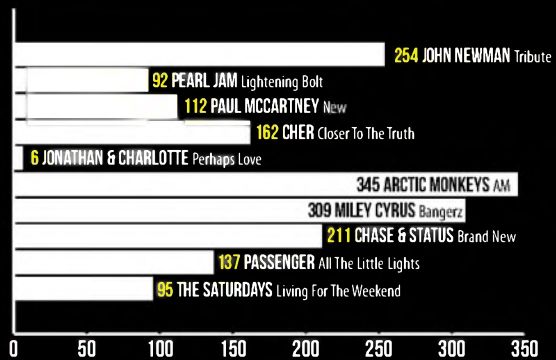 254 JOHN NEWMAN Tribute
92 PEARL JAM Lightening Bolt
112 PAUL MCCARTNEY New
162 CHER Closer To The Truth
6 JONATHAN & CHARLOTTE Perhaps Love
345 ARCTIC MONKEYS AM
309 MILEY CYRUS Bangerz
211 CHASE & STATUS Brand New
137 PASSENGER All The Little Lights
95 THE SATURDAYS Living For The Weekend
0 50 100 150 200 250 300 350